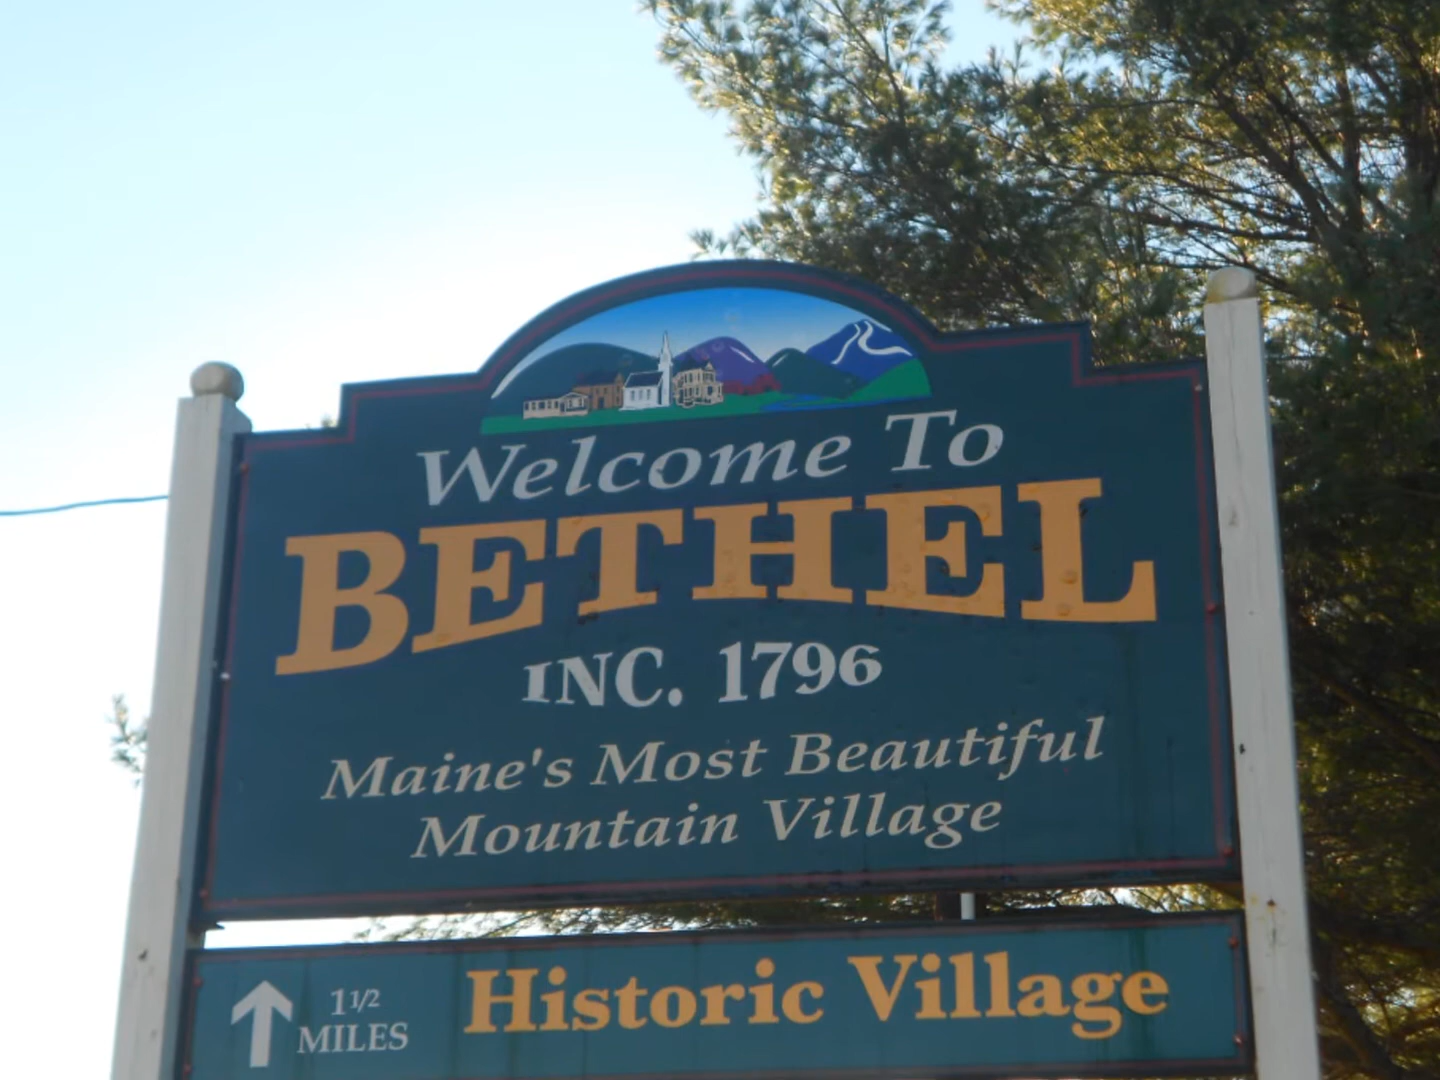 Welcome To
BETHEL
INC. 1796
Maine's Most Beautiful
Mountain Village
1 1/2
MILES
Historic Village